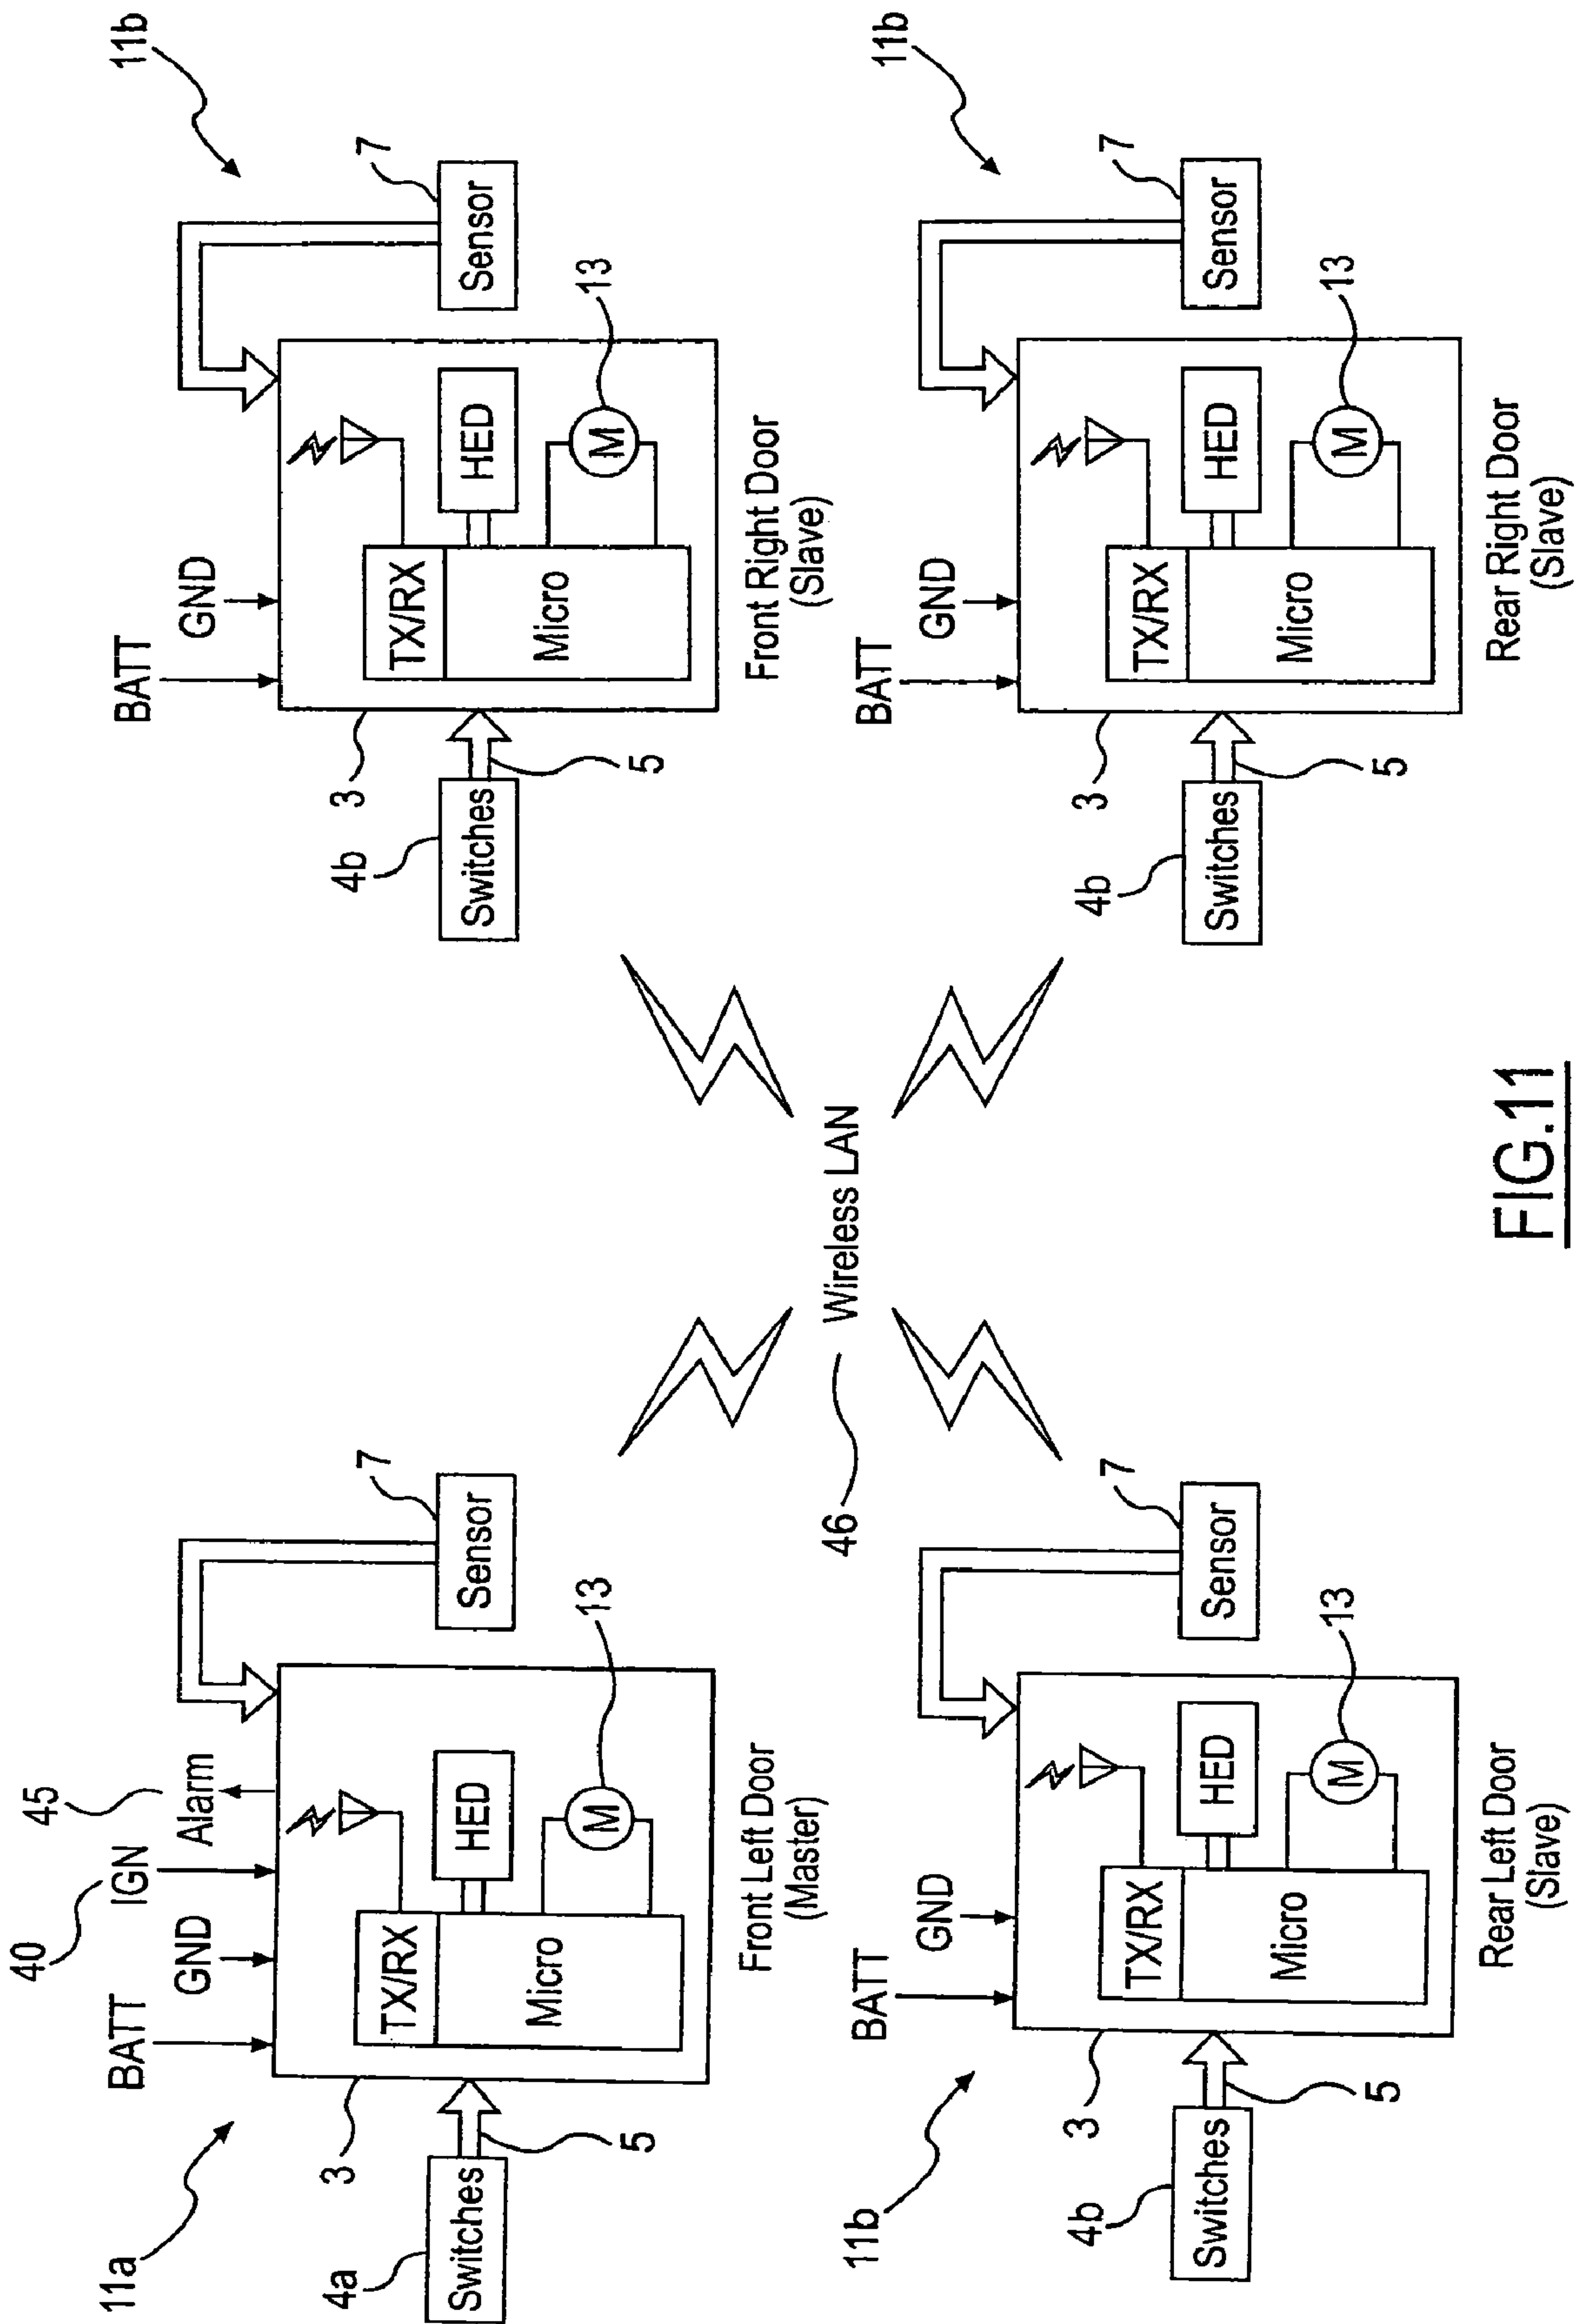 11a
BATT
40
GND
IGN
45
Alarm
3
4a
Switches
5
TX/RX
Micro
HED
M
13
7
Sensor
Front Left Door
(Master)
11b
BATT
GND
3
4b
Switches
5
TX/RX
Micro
HED
M
13
7
Sensor
Front Right Door
(Slave)
46
Wireless LAN
11b
BATT
GND
3
4b
Switches
5
TX/RX
Micro
HED
M
13
7
Sensor
Rear Left Door
(Slave)
11b
BATT
GND
3
4b
Switches
5
TX/RX
Micro
HED
M
13
7
Sensor
Rear Right Door
(Slave)
FIG.11